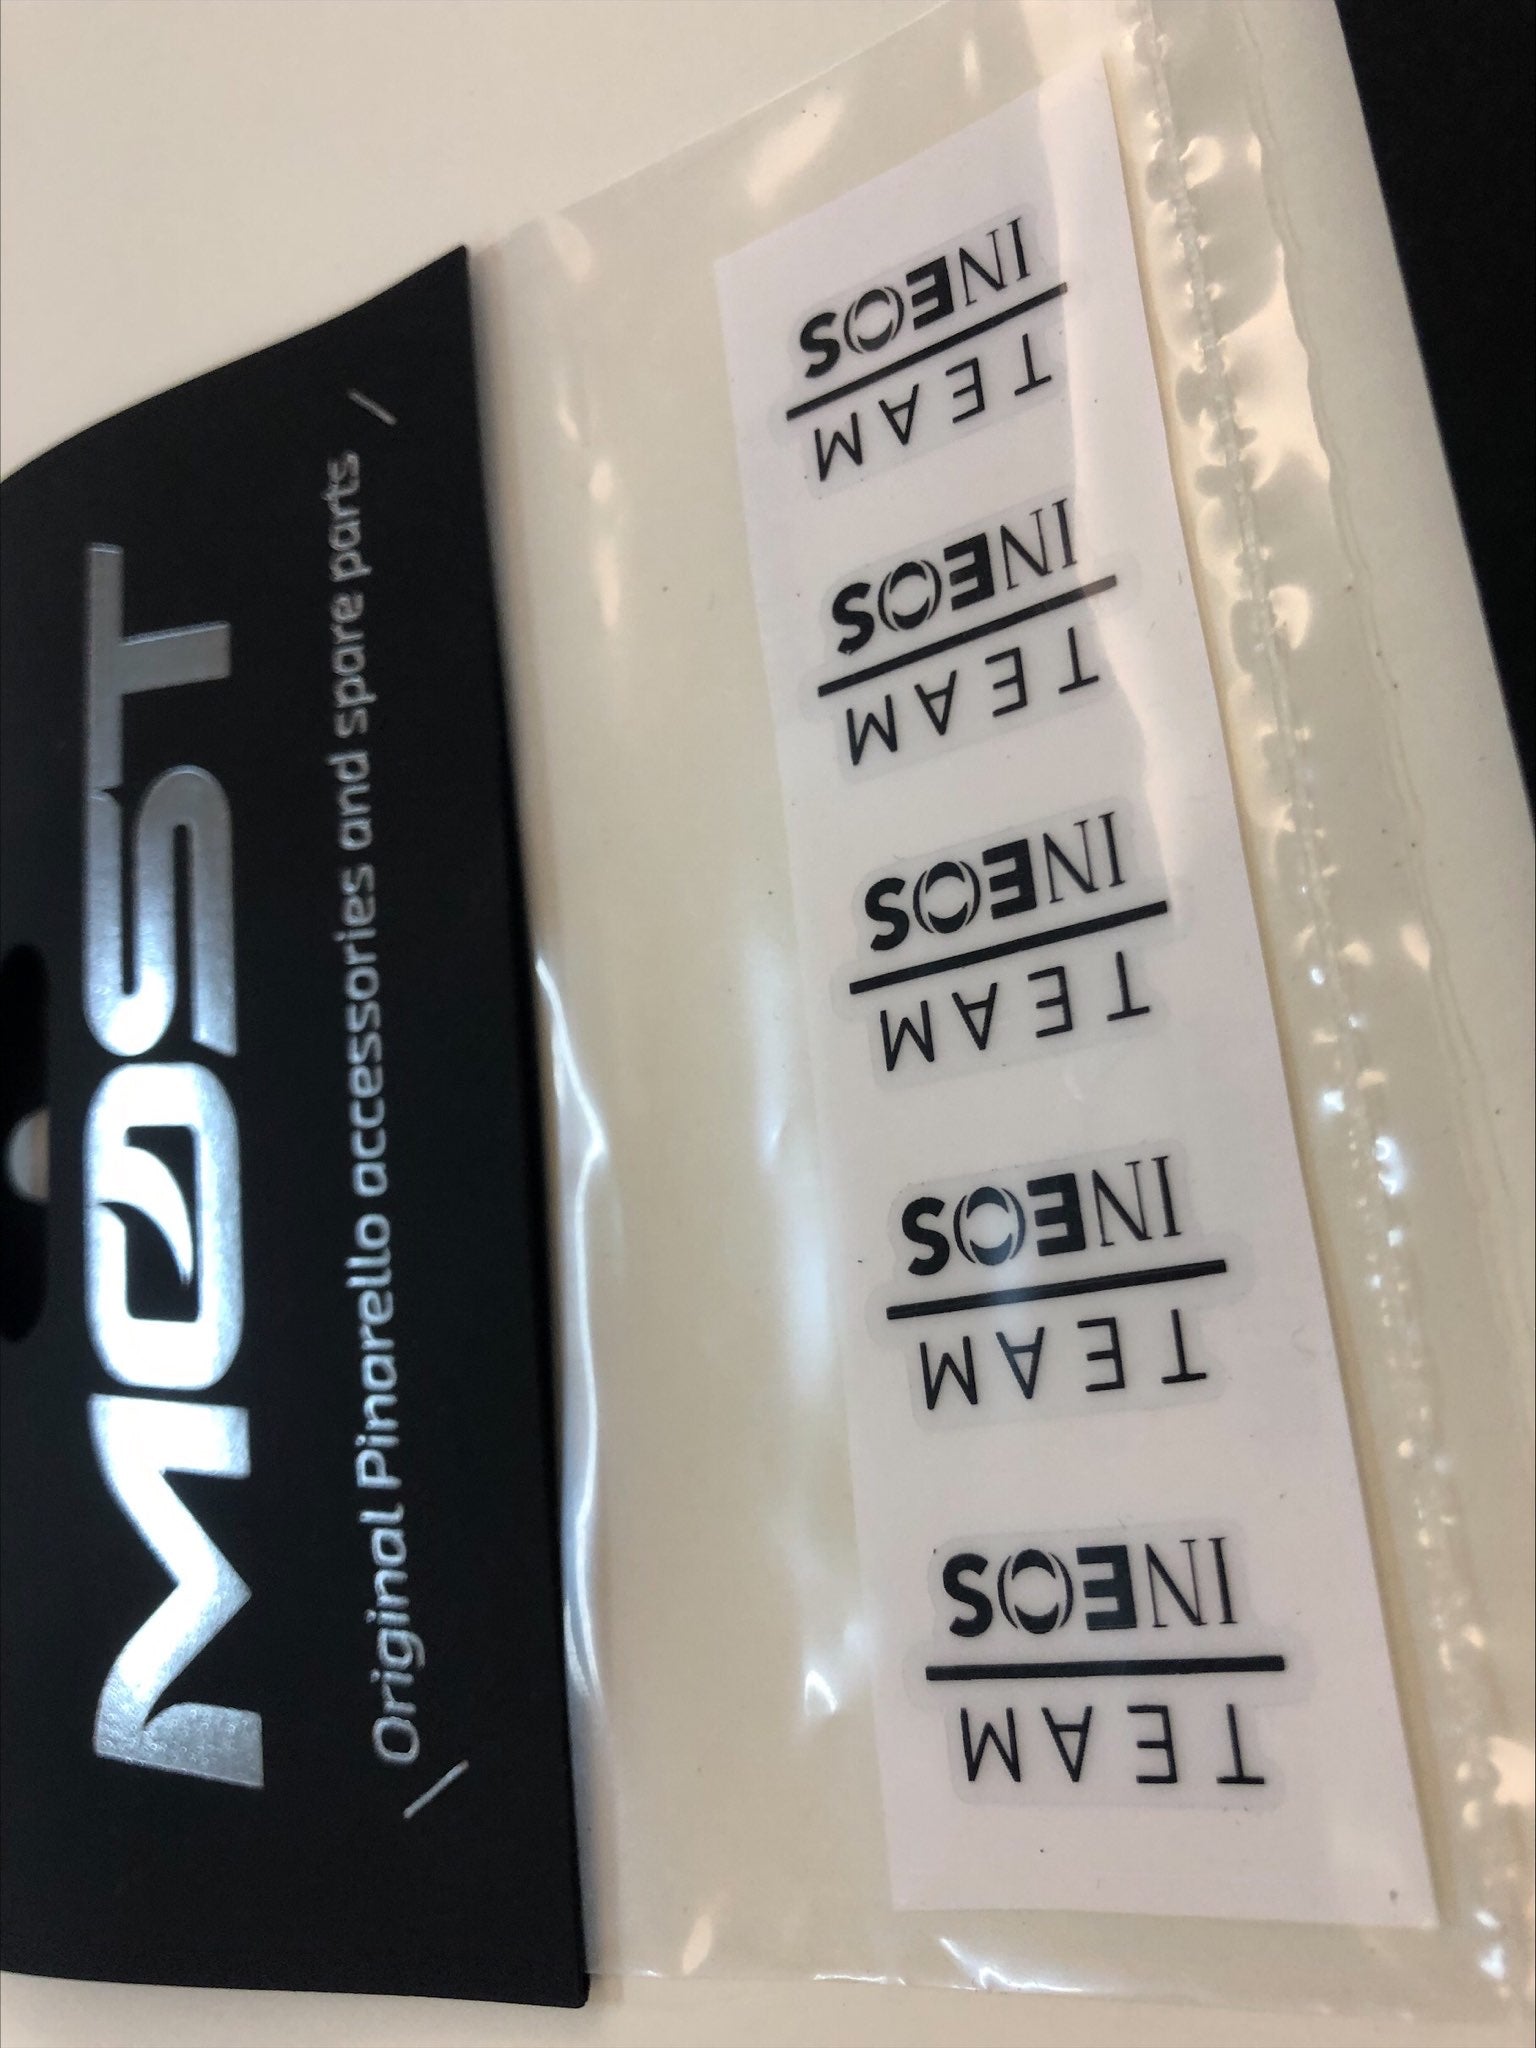 MOST
Original Pinarello accessories and spare parts
TEAM
INEOS
TEAM
INEOS
TEAM
INEOS
TEAM
INEOS
TEAM
INEOS